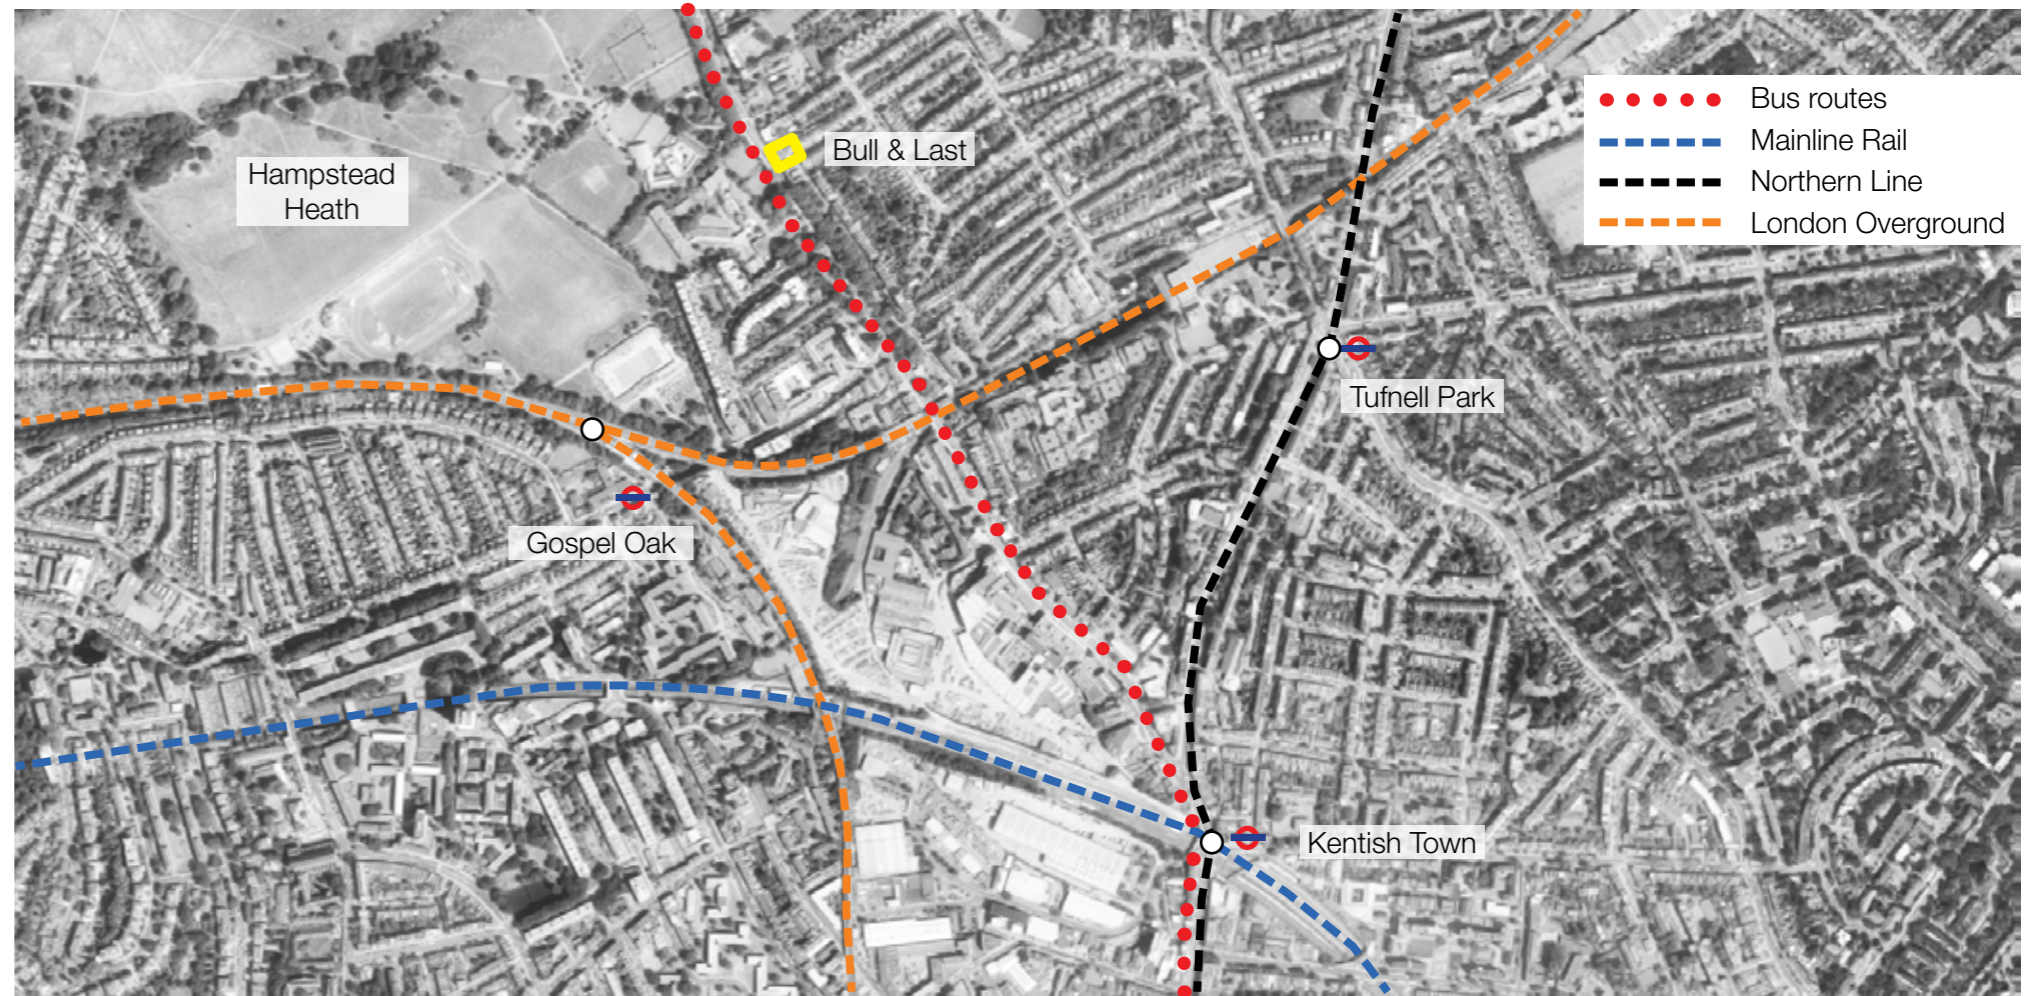 Hampstead
Heath
Bull & Last
Bus routes
Mainline Rail
Northern Line
London Overground
Tufnell Park
Gospel Oak
Kentish Town